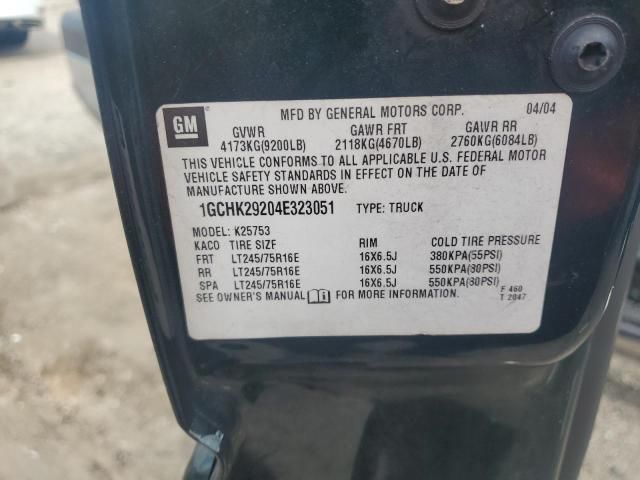 GM
MFD BY GENERAL MOTORS CORP. 04/04
GVWR GAWR FRT GAWR RR
4173KG(9200LB) 2118KG(4670LB) 2760KG(6084LB)
THIS VEHICLE CONFORMS TO ALL APPLICABLE U.S. FEDERAL MOTOR
VEHICLE SAFETY STANDARDS IN EFFECT ON THE DATE OF
MANUFACTURE SHOWN ABOVE.
1GCHK29204E323051 TYPE: TRUCK
MODEL: K25753
KACO TIRE SIZE RIM COLD TIRE PRESSURE
FRT LT245/75R16E 16X6.5J 380KPA(55PSI)
RR LT245/75R16E 16X6.5J 550KPA(80PSI)
SPA LT245/75R16E 16X6.5J 550KPA(80PSI)
SEE OWNER'S MANUAL FOR MORE INFORMATION.
F 460
T 2047